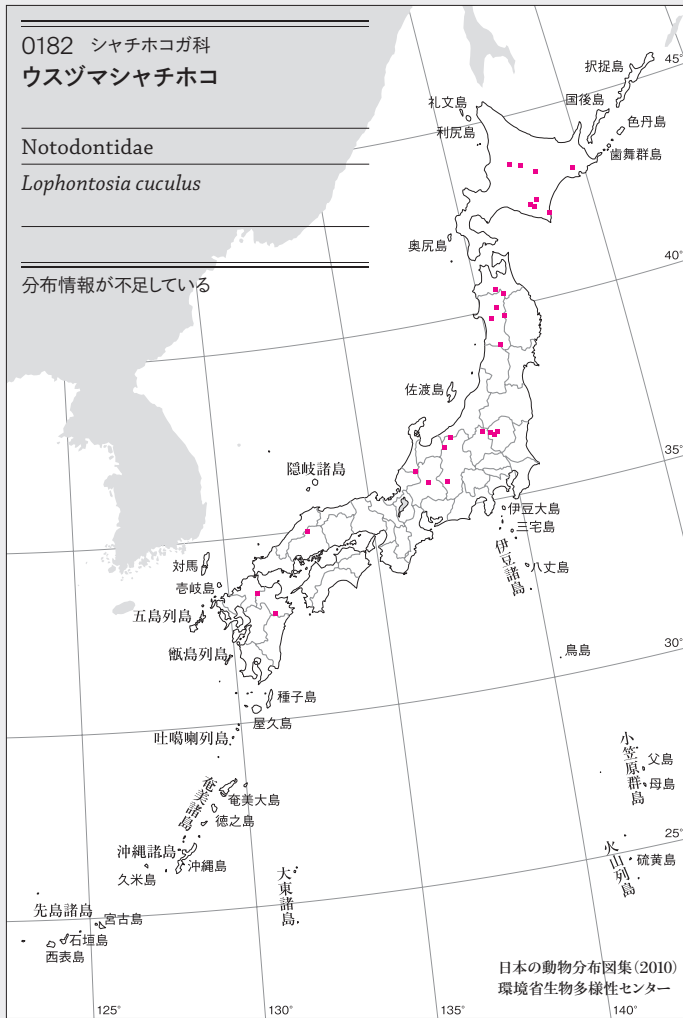 0182 シャチホコガ科
ウスヅマシャチホコ
Notodontidae
Lophontosia cuculus
分布情報が不足している
択捉島
国後島
色丹島
歯舞群島
礼文島
利尻島
奥尻島
佐渡島
隠岐諸島
伊豆大島
三宅島
伊豆諸島
八丈島
対馬
壱岐島
五島列島
甑島列島
種子島
屋久島
吐噶喇列島
鳥島
小笠原群島
父島
母島
奄美諸島
奄美大島
徳之島
沖縄諸島
沖縄島
久米島
大東諸島
火山列島
硫黄島
先島諸島
宮古島
石垣島
西表島
45°
40°
35°
30°
25°
125°
130°
135°
140°
日本の動物分布図集(2010)
環境省生物多様性センター